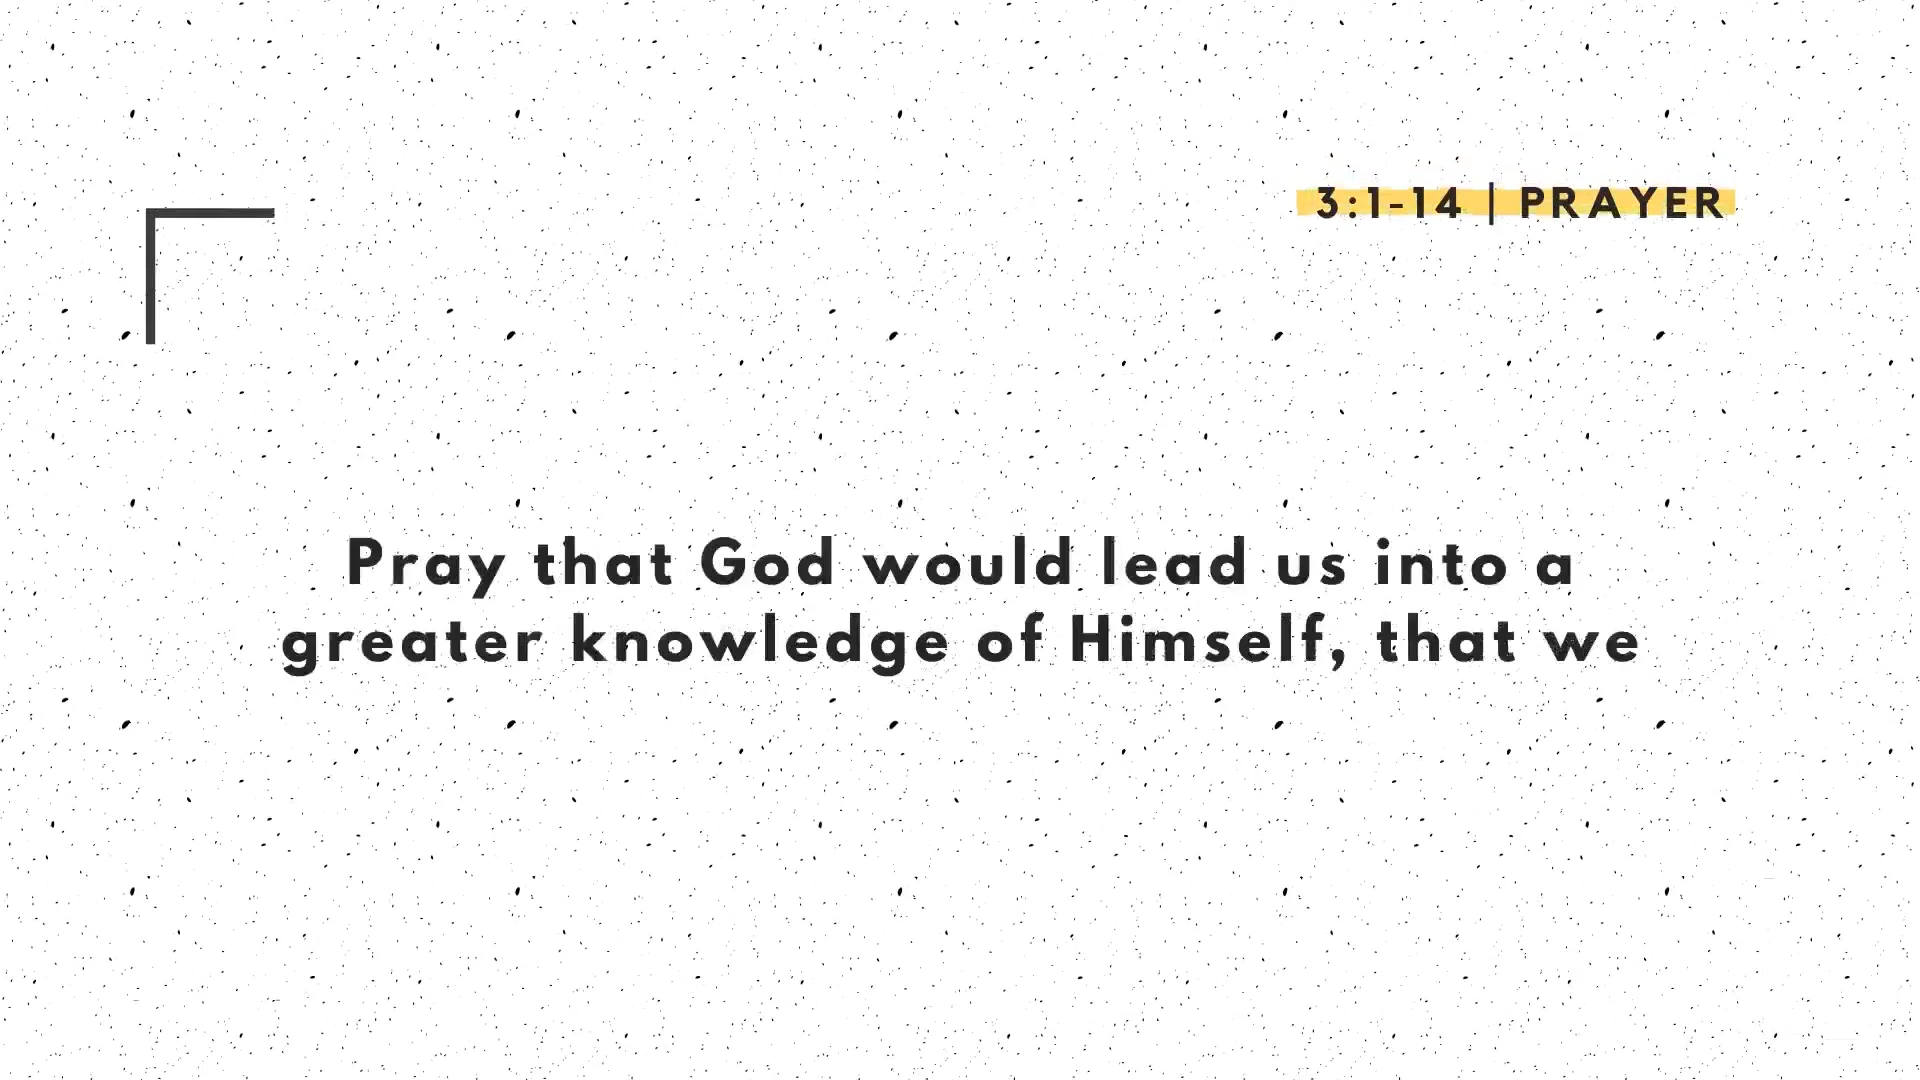 3:1-14 | PRAYER
Pray that God would lead us into a
greater knowledge of Himself, that we